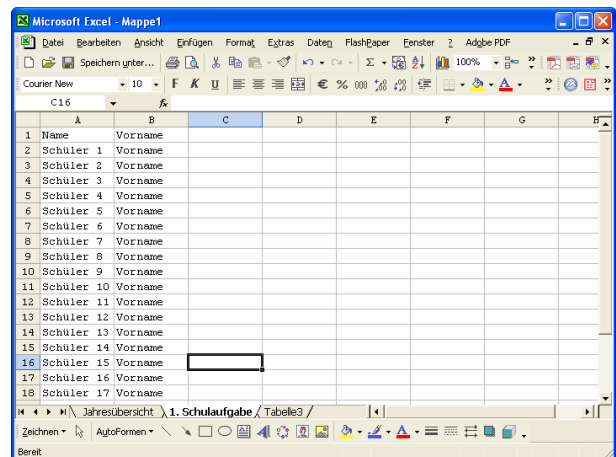 Microsoft Excel - Mappe1
Datei Bearbeiten Ansicht Einfügen Format Extras Daten FlashPaper Fenster ? Adobe PDF
Speichern unter... 100%
Courier New 10 F K U € % 000
C16 fx
A B C D E F G H
1 Name Vorname
2 Schüler 1 Vorname
3 Schüler 2 Vorname
4 Schüler 3 Vorname
5 Schüler 4 Vorname
6 Schüler 5 Vorname
7 Schüler 6 Vorname
8 Schüler 7 Vorname
9 Schüler 8 Vorname
10 Schüler 9 Vorname
11 Schüler 10 Vorname
12 Schüler 11 Vorname
13 Schüler 12 Vorname
14 Schüler 13 Vorname
15 Schüler 14 Vorname
16 Schüler 15 Vorname
17 Schüler 16 Vorname
18 Schüler 17 Vorname
Jahresübersicht 1. Schulaufgabe Tabelle3
Zeichnen AutoFormen
Bereit